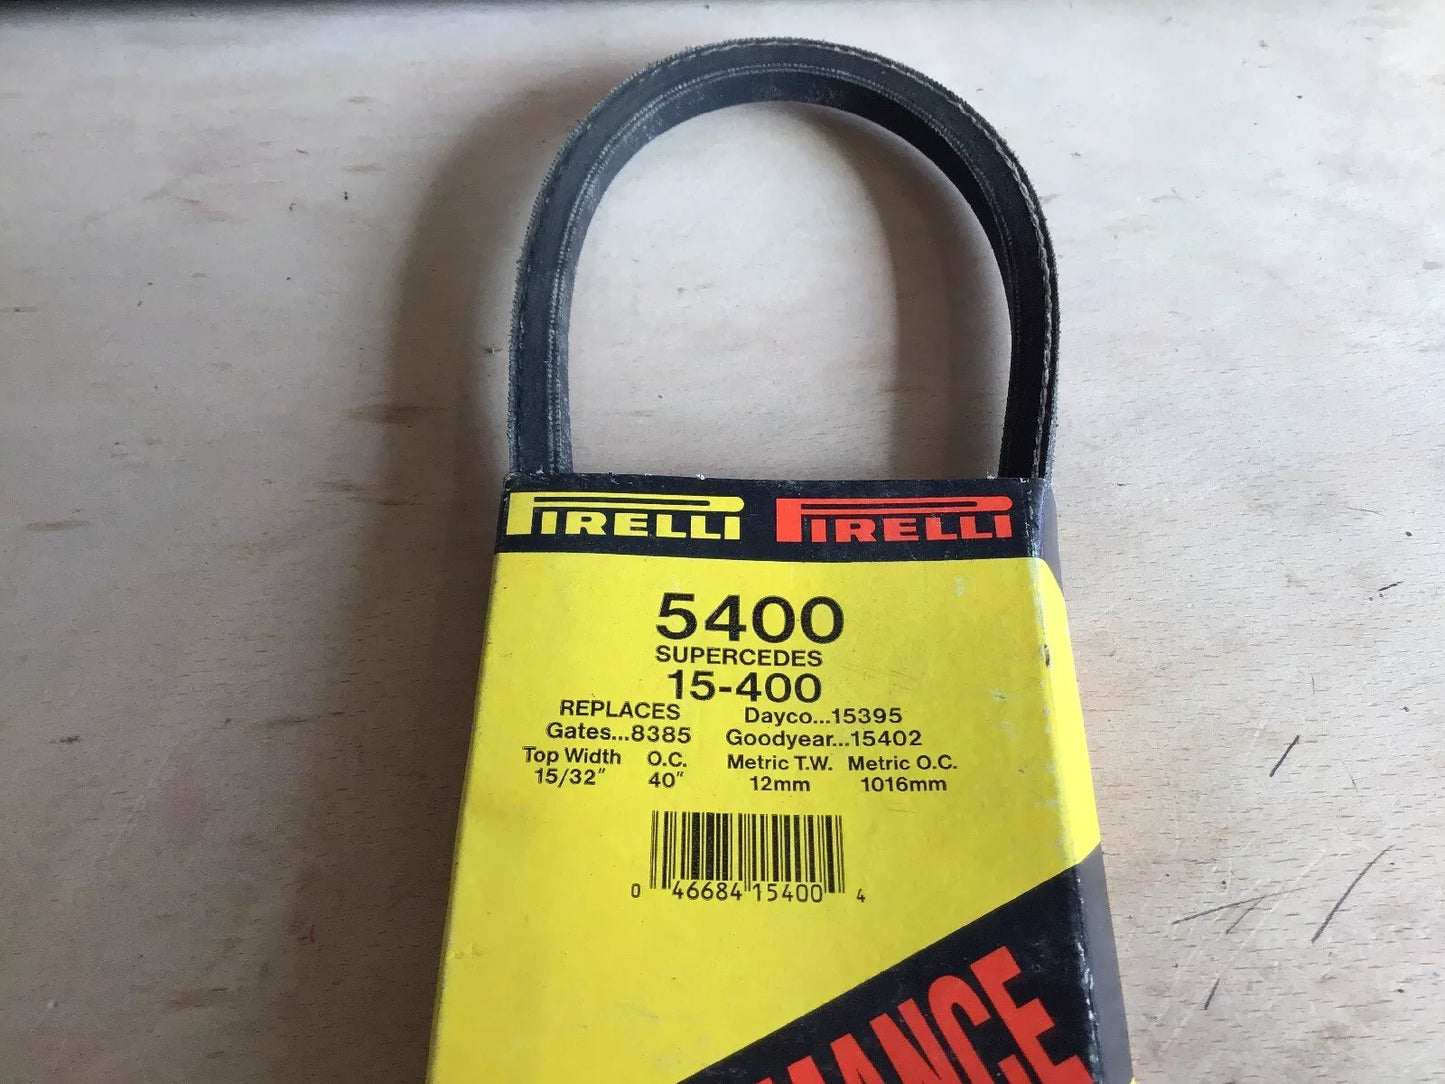 PIRELLI PIRELLI
5400
SUPERCEDES
15-400
REPLACES Dayco...15395
Gates...8385 Goodyear...15402
Top Width O.C. Metric T.W. Metric O.C.
15/32" 40" 12mm 1016mm
0 46684 15400 4
MANCE